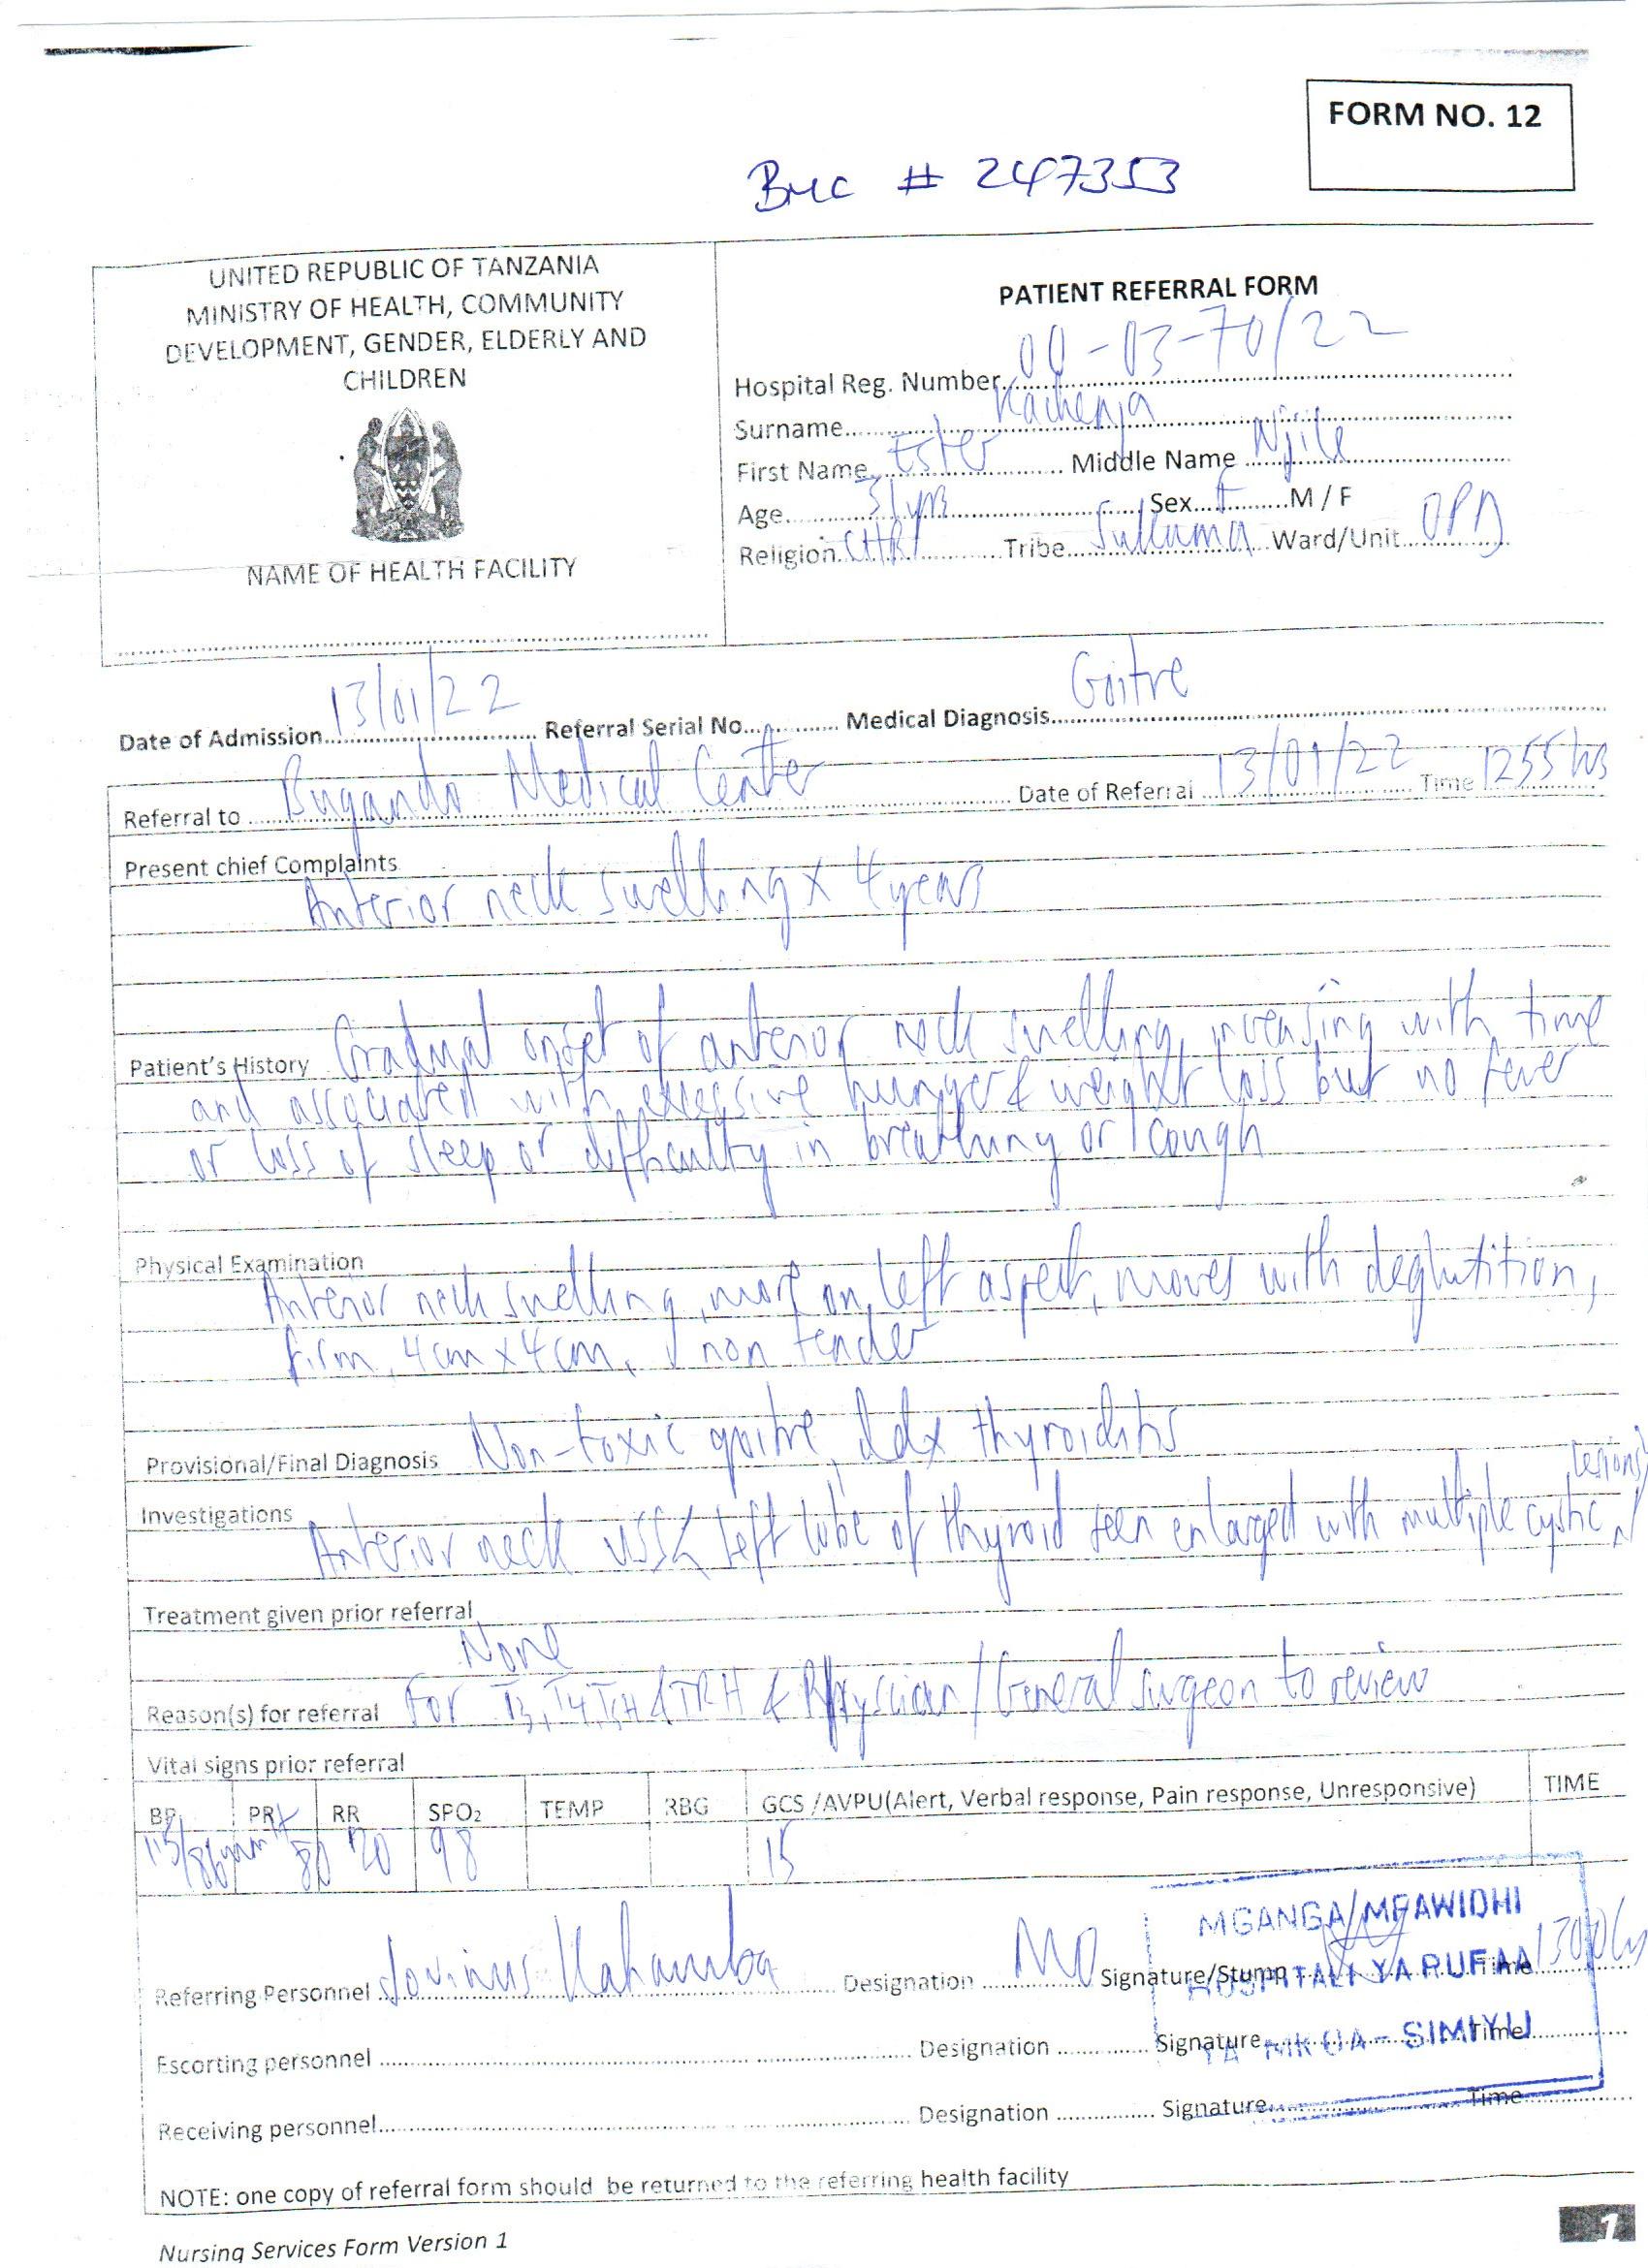 FORM NO. 12
BMC # 247353
UNITED REPUBLIC OF TANZANIA
MINISTRY OF HEALTH, COMMUNITY
DEVELOPMENT, GENDER, ELDERLY AND
CHILDREN
NAME OF HEALTH FACILITY
PATIENT REFERRAL FORM
Hospital Reg. Number 00-03-70/22
Surname Kachenja
First Name Ester Middle Name Njile
Age 31yrs Sex F M / F
Religion CHR Tribe Sukuma Ward/Unit OPD
Date of Admission 13/01/22 Referral Serial No. Medical Diagnosis Goitre
Referral to Bugando Medical Center Date of Referral 13/01/22 Time 1255hrs
Present chief Complaints
Anterior neck swelling x 4 years
Patient's History Gradual onset of anterior neck swelling, increasing with time
and associated with excessive hunger & weight loss but no fever
or loss of sleep or difficulty in breathing or cough
Physical Examination
Anterior neck swelling, more on left aspect, moves with deglutition,
firm, 4cm x 4cm, non tender
Provisional/Final Diagnosis Non-toxic goitre, ddx thyroiditis
Investigations
Anterior neck USS left lobe of thyroid seen enlarged with multiple cystic lesions
Treatment given prior referral
None
Reason(s) for referral For T3, T4, TSH & TRH & Physician/General surgeon to review
Vital signs prior referral
BP PR RR SPO2 TEMP RBG GCS /AVPU(Alert, Verbal response, Pain response, Unresponsive) TIME
115/86mmH 80 20 98 15
MGANGA MFAWIDHI
HOSPITALI YA RUFAA
YA MKOA - SIMIYU
Referring Personnel Jovinus Kahamba Designation MD Signature/Stump Time 1300hrs
Escorting personnel Designation Signature Time
Receiving personnel Designation Signature Time
NOTE: one copy of referral form should be returned to the referring health facility
Nursing Services Form Version 1
1